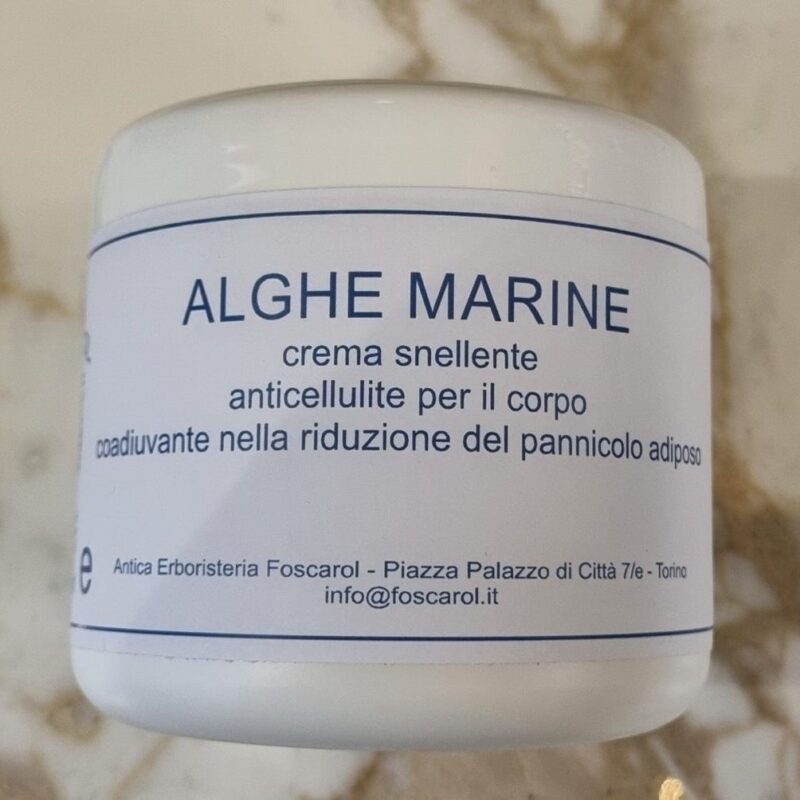 ALGHE MARINE
crema snellente
anticellulite per il corpo
coadiuvante nella riduzione del pannicolo adiposo
e
Antica Erboristeria Foscarol - Piazza Palazzo di Città 7/e - Torino
info@foscarol.it